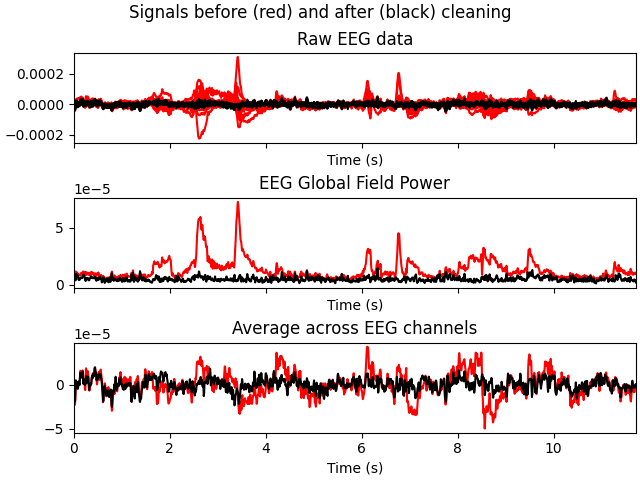 Signals before (red) and after (black) cleaning
Raw EEG data
0.0002
0.0000
−0.0002
Time (s)
EEG Global Field Power
1e−5
5
0
Time (s)
Average across EEG channels
1e−5
0
−5
0 2 4 6 8 10
Time (s)